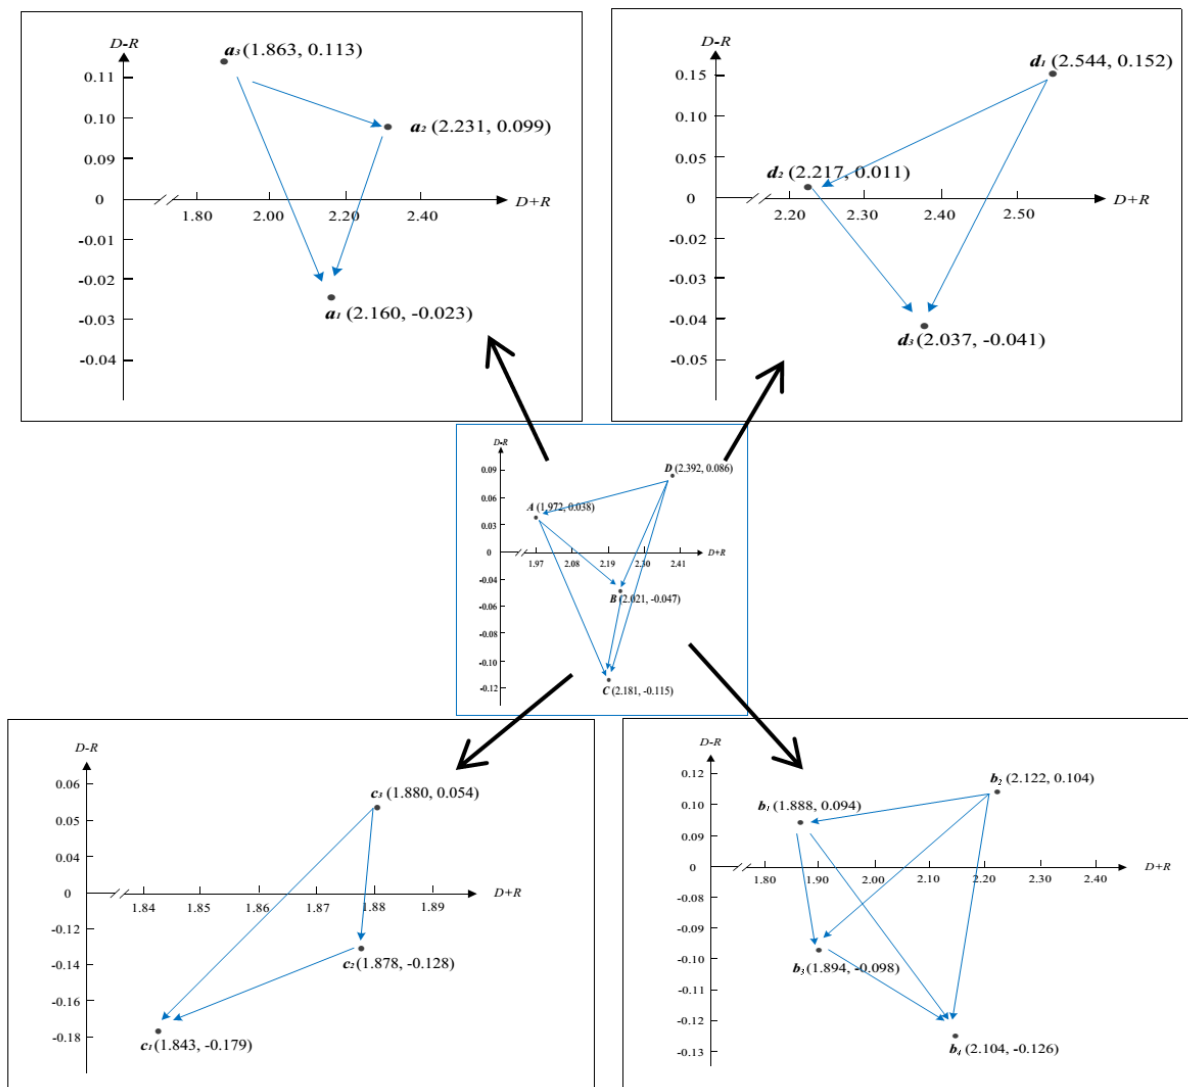 D-R
a₃ (1.863, 0.113)
0.11
a₂ (2.231, 0.099)
0.10
0.09
0
D+R
1.80
2.00
2.20
2.40
-0.01
-0.02
a₁ (2.160, -0.023)
-0.03
-0.04
D-R
d₁ (2.544, 0.152)
0.15
0.10
0.05
d₂ (2.217, 0.011)
0
D+R
2.20
2.30
2.40
2.50
-0.02
-0.03
-0.04
d₃ (2.037, -0.041)
-0.05
D-R
D (2.392, 0.086)
0.09
0.06
A (1.972, 0.038)
0.03
0
D+R
1.97
2.08
2.19
2.30
2.41
-0.04
B (2.021, -0.047)
-0.06
-0.08
-0.10
C (2.181, -0.115)
-0.12
D-R
0.06
c₃ (1.880, 0.054)
0.05
0.04
0
D+R
1.84
1.85
1.86
1.87
1.88
1.89
-0.12
-0.14
c₂ (1.878, -0.128)
-0.16
-0.18
c₁ (1.843, -0.179)
D-R
0.12
b₂ (2.122, 0.104)
b₁ (1.888, 0.094)
0.10
0.09
0
D+R
1.80
1.90
2.00
2.10
2.20
2.30
2.40
-0.08
-0.09
-0.10
b₃ (1.894, -0.098)
-0.11
-0.12
b₄ (2.104, -0.126)
-0.13